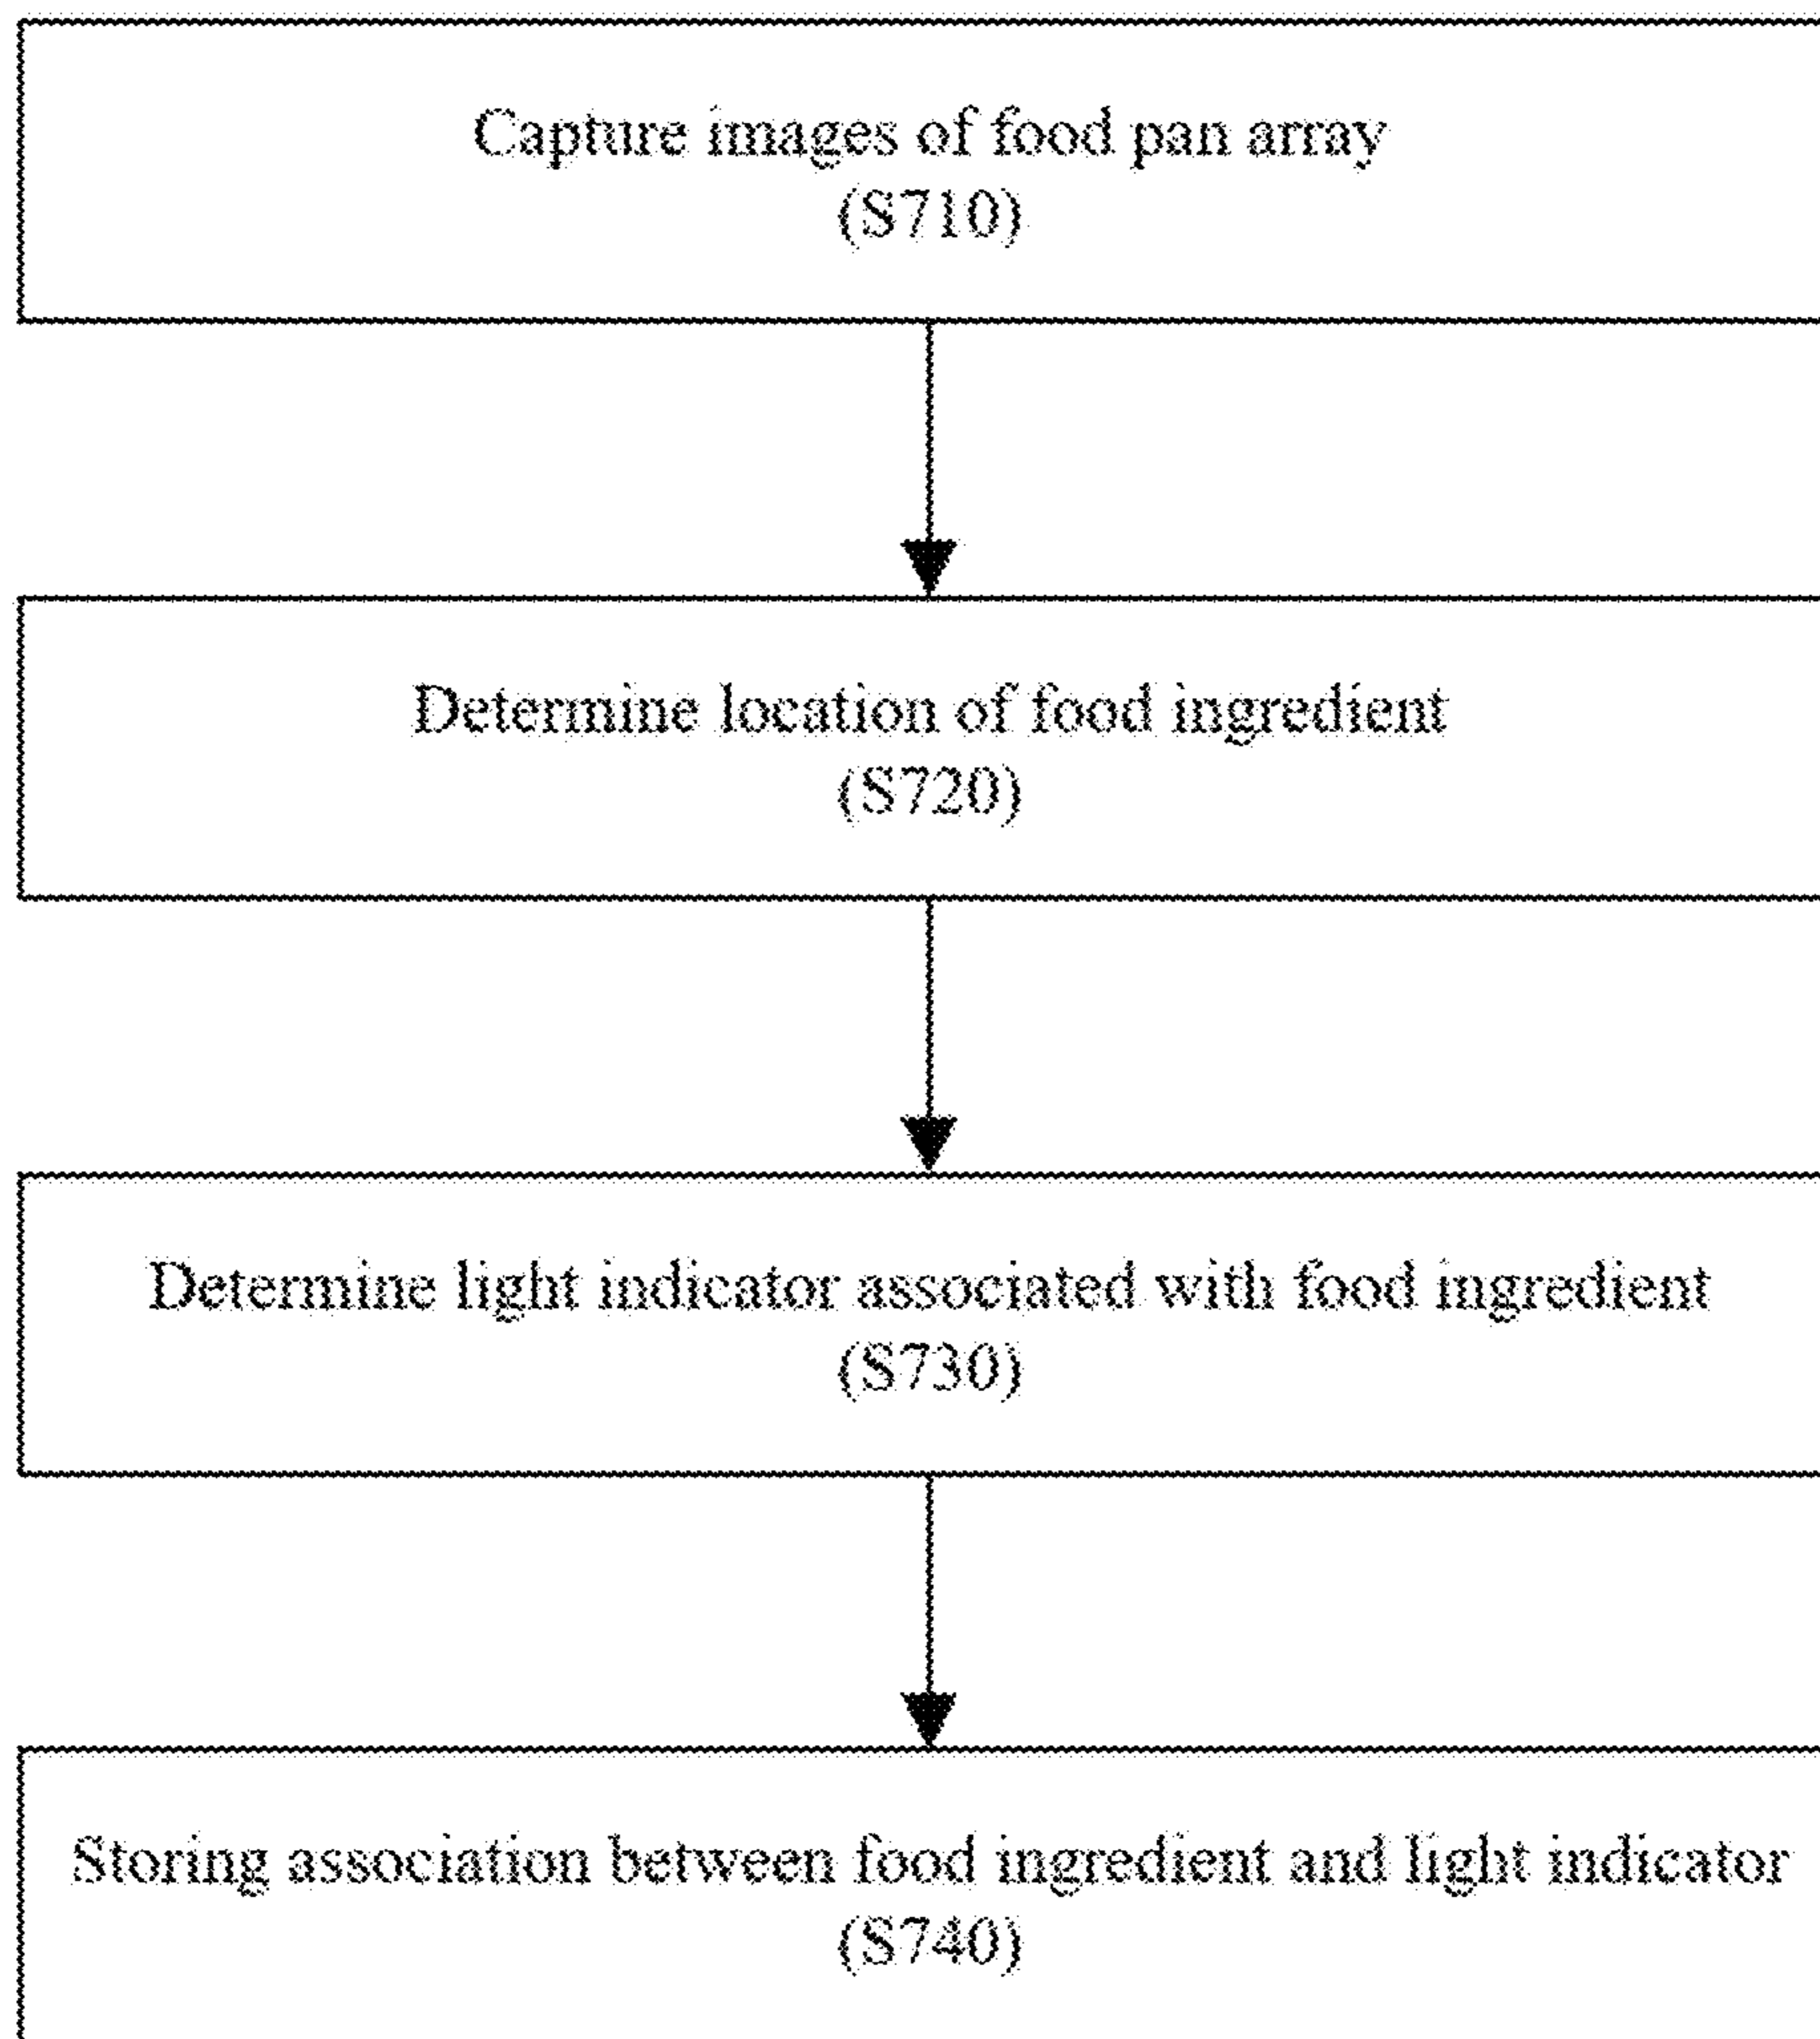 Capture images of food pan array
(S710)
Determine location of food ingredient
(S720)
Determine light indicator associated with food ingredient
(S730)
Storing association between food ingredient and light indicator
(S740)